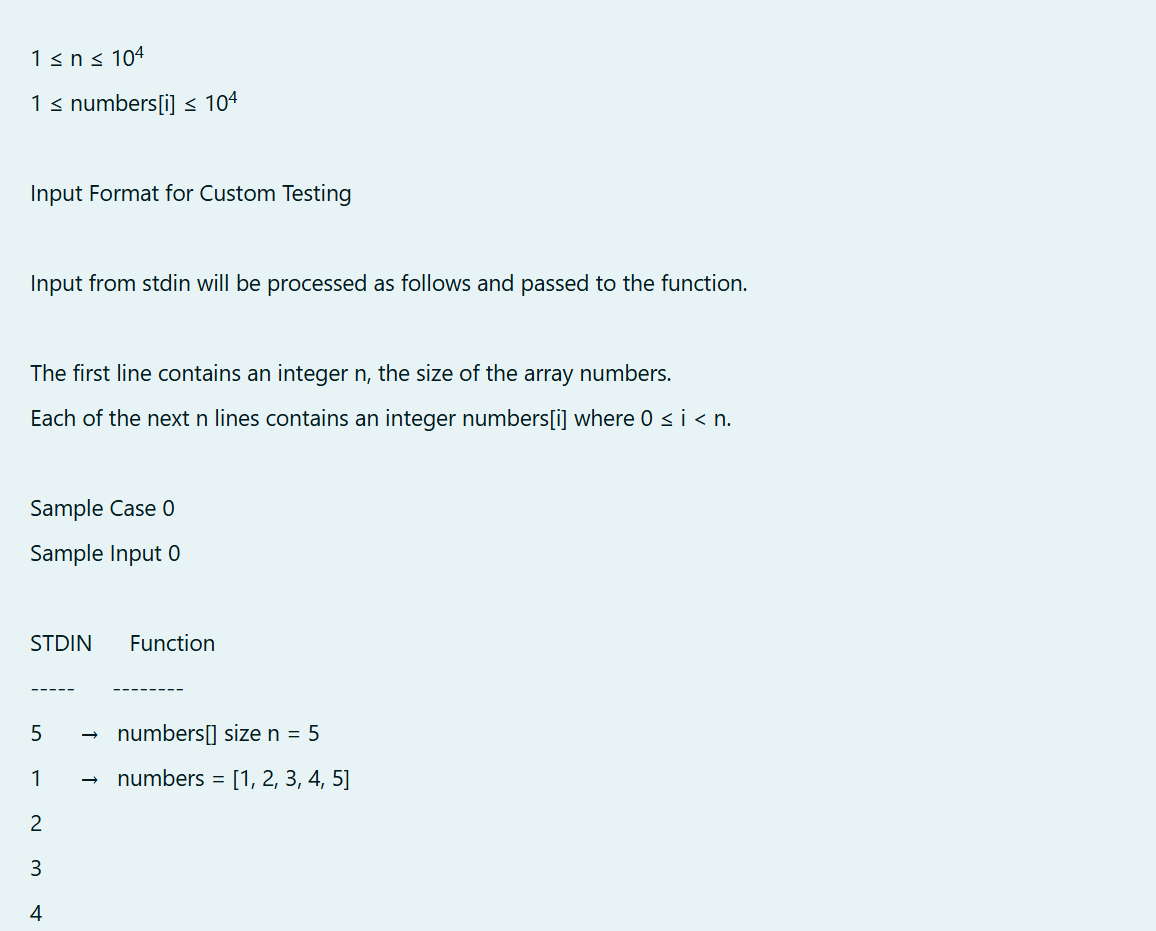 1 ≤ n ≤ 10⁴
1 ≤ numbers[i] ≤ 10⁴
Input Format for Custom Testing
Input from stdin will be processed as follows and passed to the function.
The first line contains an integer n, the size of the array numbers.
Each of the next n lines contains an integer numbers[i] where 0 ≤ i < n.
Sample Case 0
Sample Input 0
STDIN Function
----- --------
5 → numbers[] size n = 5
1 → numbers = [1, 2, 3, 4, 5]
2
3
4